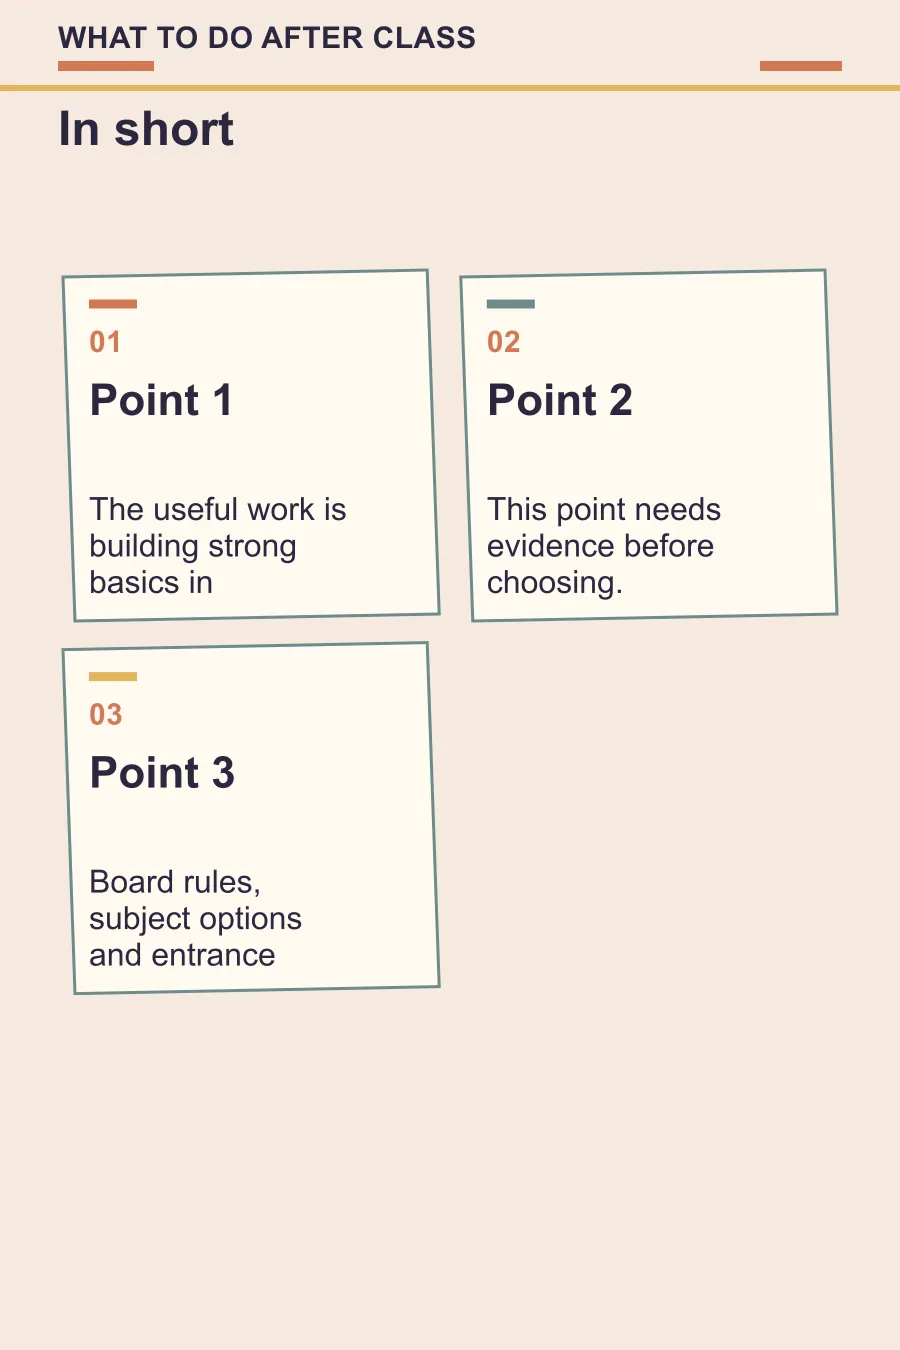 WHAT TO DO AFTER CLASS
In short
01
Point 1
The useful work is
building strong
basics in
02
Point 2
This point needs
evidence before
choosing.
03
Point 3
Board rules,
subject options
and entrance